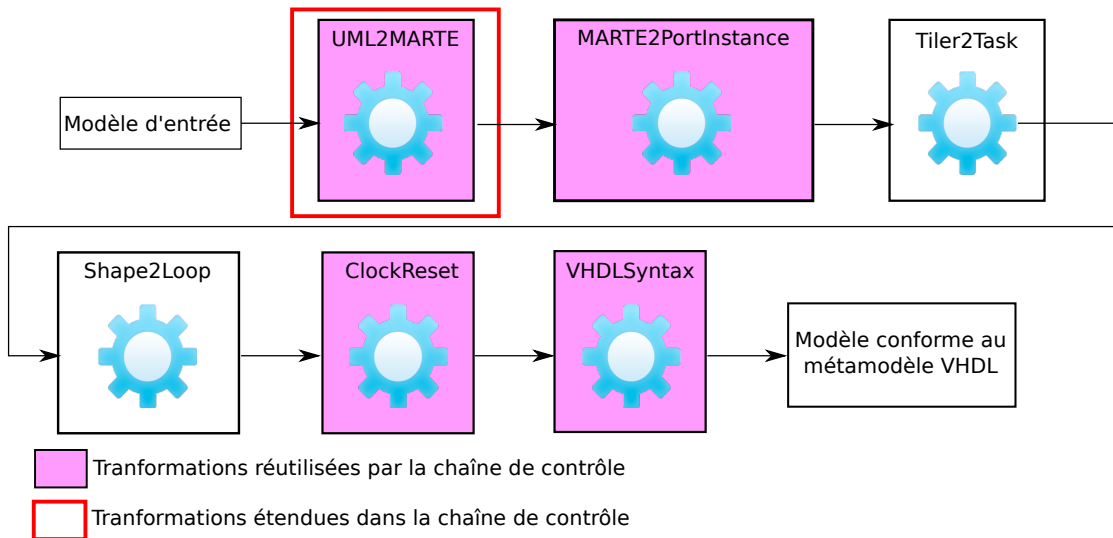 UML2MARTE
MARTE2PortInstance
Tiler2Task
Modèle d'entrée
Shape2Loop
ClockReset
VHDLSyntax
Modèle conforme au
métamodèle VHDL
Tranformations réutilisées par la chaîne de contrôle
Tranformations étendues dans la chaîne de contrôle